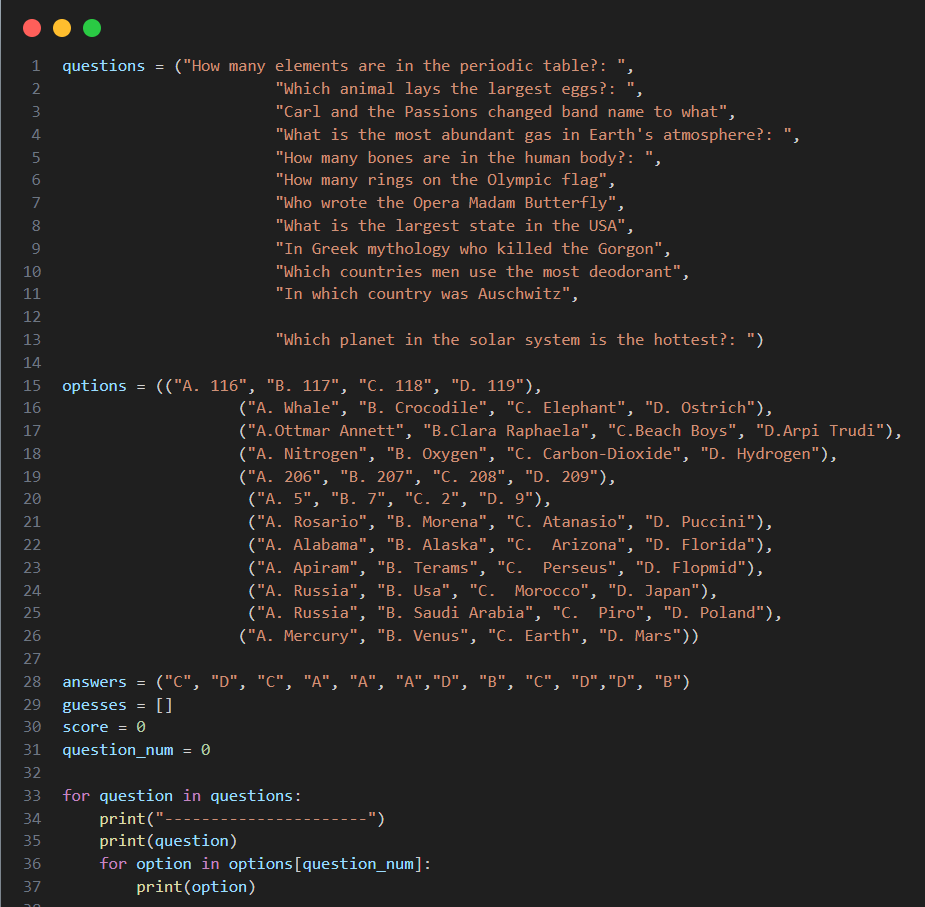 1 questions = ("How many elements are in the periodic table?: ",
2 "Which animal lays the largest eggs?: ",
3 "Carl and the Passions changed band name to what",
4 "What is the most abundant gas in Earth's atmosphere?: ",
5 "How many bones are in the human body?: ",
6 "How many rings on the Olympic flag",
7 "Who wrote the Opera Madam Butterfly",
8 "What is the largest state in the USA",
9 "In Greek mythology who killed the Gorgon",
10 "Which countries men use the most deodorant",
11 "In which country was Auschwitz",
12
13 "Which planet in the solar system is the hottest?: ")
14
15 options = (("A. 116", "B. 117", "C. 118", "D. 119"),
16 ("A. Whale", "B. Crocodile", "C. Elephant", "D. Ostrich"),
17 ("A.Ottmar Annett", "B.Clara Raphaela", "C.Beach Boys", "D.Arpi Trudi"),
18 ("A. Nitrogen", "B. Oxygen", "C. Carbon-Dioxide", "D. Hydrogen"),
19 ("A. 206", "B. 207", "C. 208", "D. 209"),
20 ("A. 5", "B. 7", "C. 2", "D. 9"),
21 ("A. Rosario", "B. Morena", "C. Atanasio", "D. Puccini"),
22 ("A. Alabama", "B. Alaska", "C.  Arizona", "D. Florida"),
23 ("A. Apiram", "B. Terams", "C.  Perseus", "D. Flopmid"),
24 ("A. Russia", "B. Usa", "C.  Morocco", "D. Japan"),
25 ("A. Russia", "B. Saudi Arabia", "C.  Piro", "D. Poland"),
26 ("A. Mercury", "B. Venus", "C. Earth", "D. Mars"))
27
28 answers = ("C", "D", "C", "A", "A", "A","D", "B", "C", "D","D", "B")
29 guesses = []
30 score = 0
31 question_num = 0
32
33 for question in questions:
34 print("----------------------")
35 print(question)
36 for option in options[question_num]:
37 print(option)